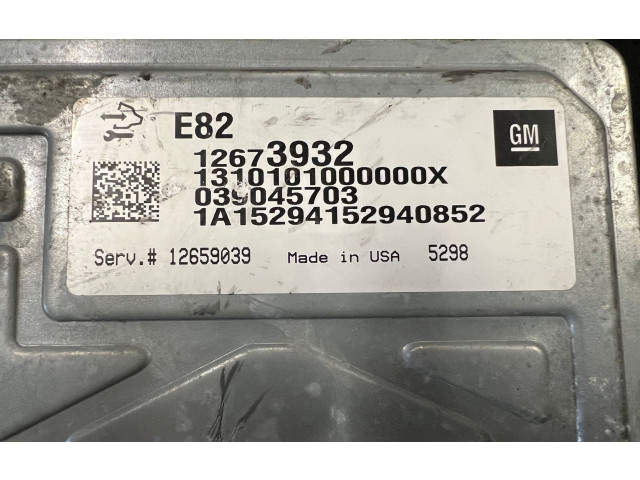 E82
GM
12673932
1310101000000X
039045703
1A15294152940852
Serv.# 12659039 Made in USA 5298